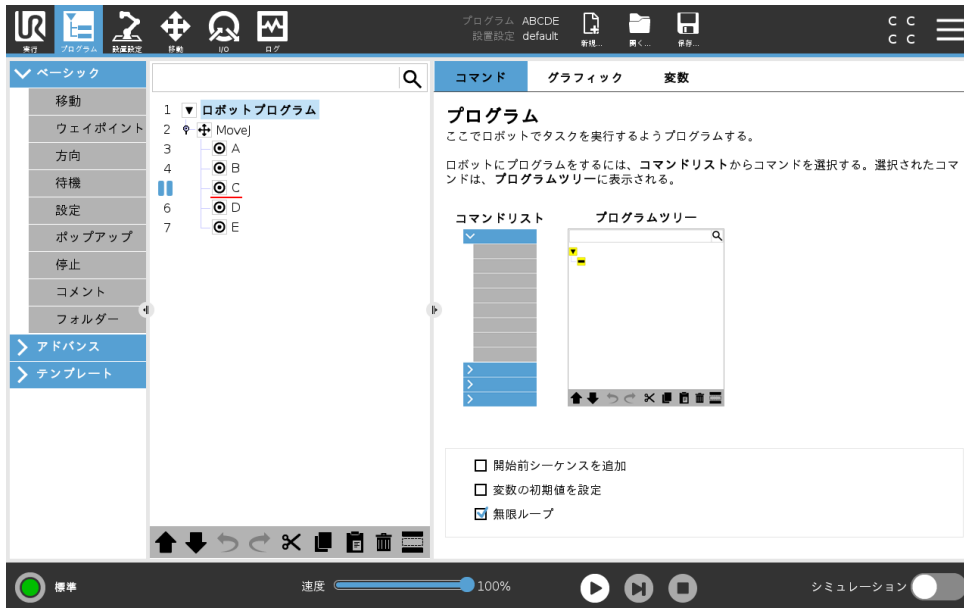 UR
実行
プログラム
設置設定
移動
I/O
ログ
プログラム ABCDE
設置設定 default
新規...
開く...
保存...
C C
C C
ベーシック
移動
ウェイポイント
方向
待機
設定
ポップアップ
停止
コメント
フォルダー
アドバンス
テンプレート
1 ロボットプログラム
2 MoveJ
3 A
4 B
C
6 D
7 E
コマンド グラフィック 変数
プログラム
ここでロボットでタスクを実行するようプログラムする。
ロボットにプログラムをするには、コマンドリストからコマンドを選択する。選択されたコマ
ンドは、プログラムツリーに表示される。
コマンドリスト プログラムツリー
開始前シーケンスを追加
変数の初期値を設定
無限ループ
標準
速度 100%
シミュレーション